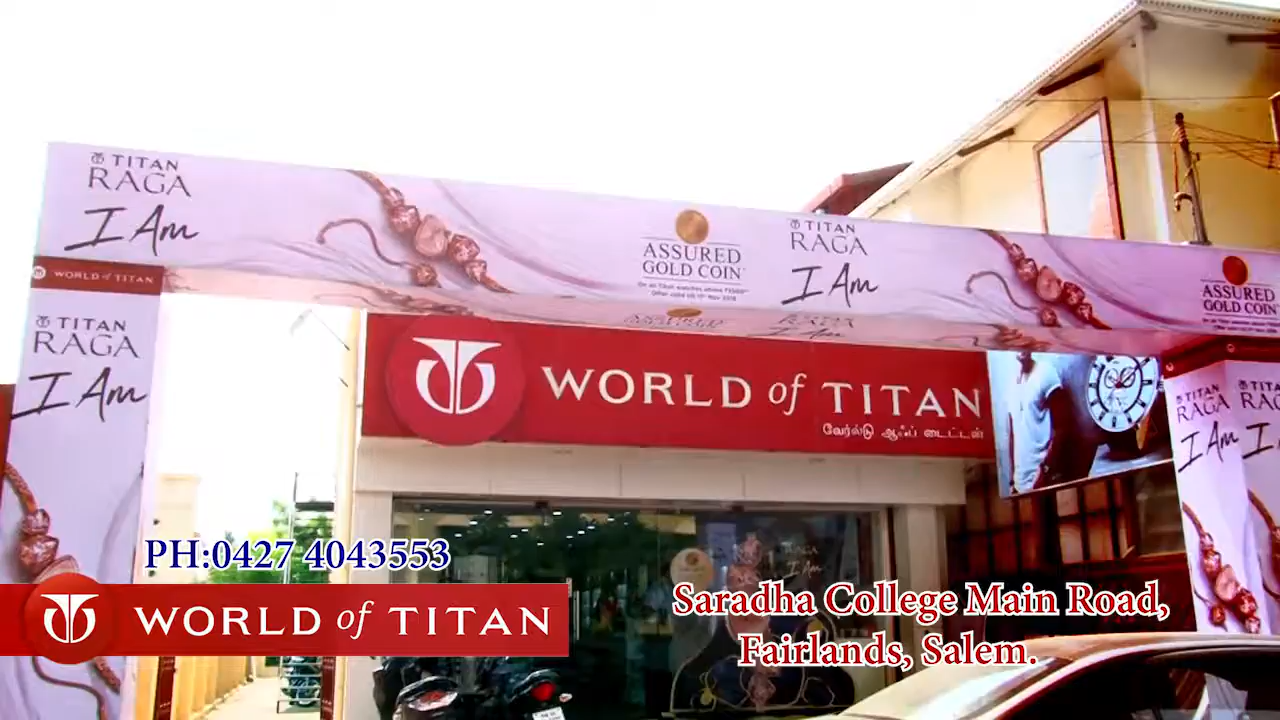 TITAN
RAGA
I Am
ASSURED
GOLD COIN
TITAN
RAGA
I Am
ASSURED
GOLD COIN
WORLD of TITAN
TITAN
RAGA
I Am
WORLD of TITAN
வேர்ல்டு ஆஃப் டைட்டன்
TITAN
RAGA
I Am
RAGA
I Am
PH:0427 4043553
WORLD of TITAN
Saradha College Main Road,
Fairlands, Salem.